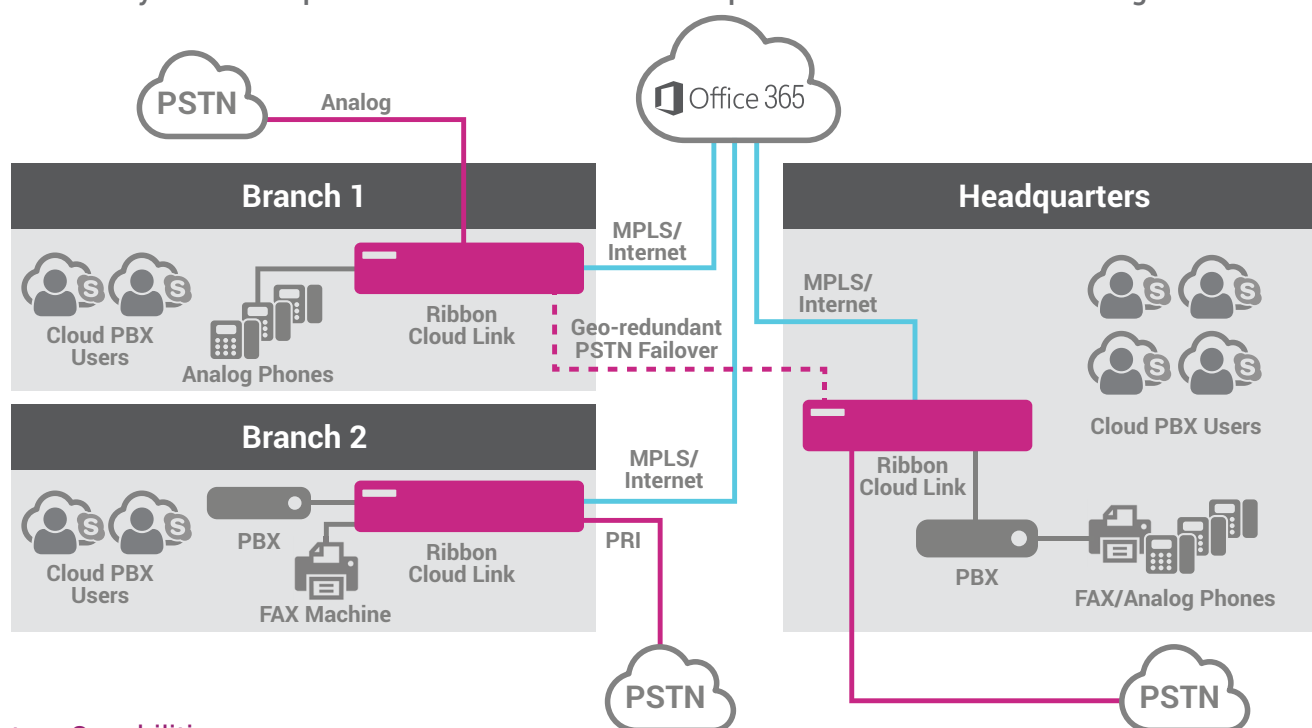 PSTN
Analog
Office 365
Branch 1
MPLS/
Internet
Cloud PBX
Users
Analog Phones
Ribbon
Cloud Link
Geo-redundant
PSTN Failover
Headquarters
MPLS/
Internet
Cloud PBX Users
Ribbon
Cloud Link
PBX
FAX/Analog Phones
Branch 2
MPLS/
Internet
Cloud PBX
Users
PBX
FAX Machine
Ribbon
Cloud Link
PRI
PSTN
PSTN